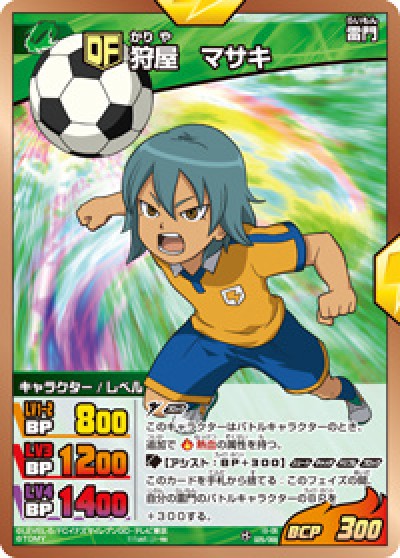 DF 狩屋 マサキ
かりや
らいもん
雷門
キャラクター / レベル
LV1-2 BP 800
LV3 BP 1200
LV4 BP 1400
このキャラクターはバトルキャラクターのとき、
追加で 熱血の属性を持つ。
【アシスト：BP+300】
このカードを手札から捨てる：このフェイズの間、
自分の雷門のバトルキャラクターのBPを
+300する。
©TOMY
BCP 300